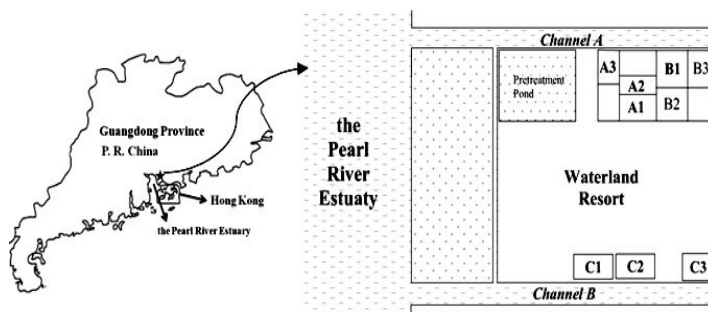 Guangdong Province
P. R. China
Hong Kong
the Pearl River Estuary
the
Pearl
River
Estuaty
Channel A
Pretreatment
Pond
A3
A2
A1
B1
B3
B2
Waterland
Resort
C1
C2
C3
Channel B